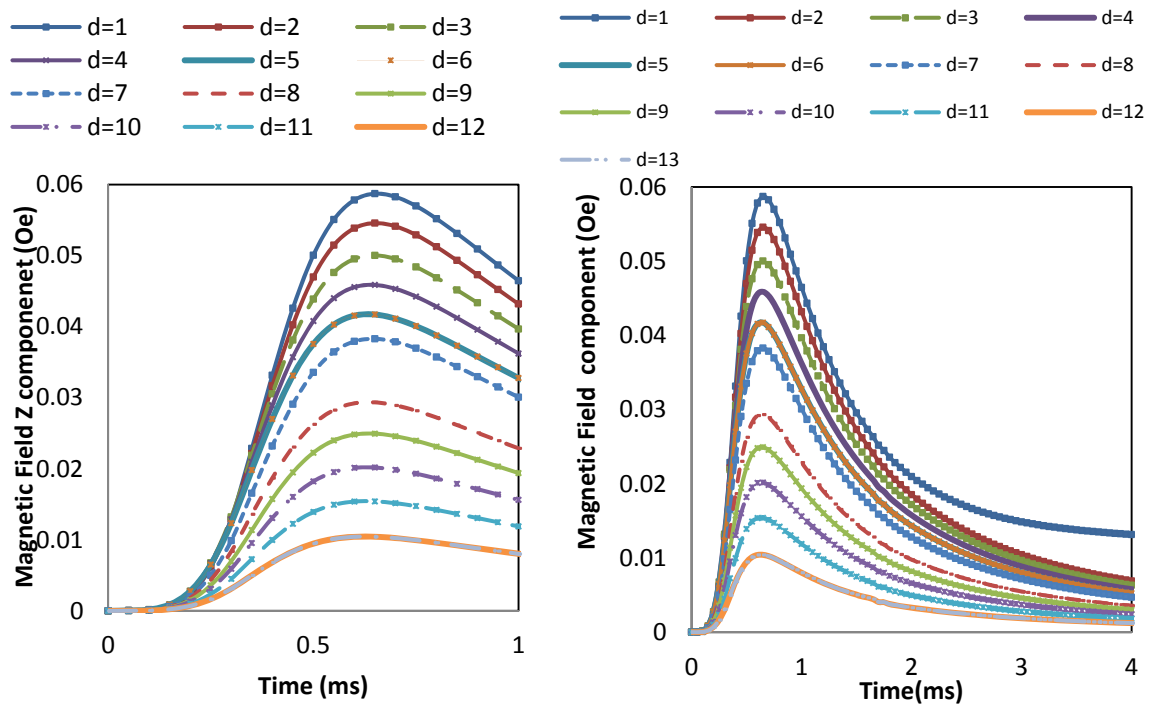 d=1 d=2 d=3
d=4 d=5 d=6
d=7 d=8 d=9
d=10 d=11 d=12
Magnetic Field Z componenet (Oe)
0.06
0.05
0.04
0.03
0.02
0.01
0
0 0.5 1
Time (ms)
d=1 d=2 d=3 d=4
d=5 d=6 d=7 d=8
d=9 d=10 d=11 d=12
d=13
Magnetic Field component (Oe)
0.06
0.05
0.04
0.03
0.02
0.01
0
0 1 2 3 4
Time(ms)